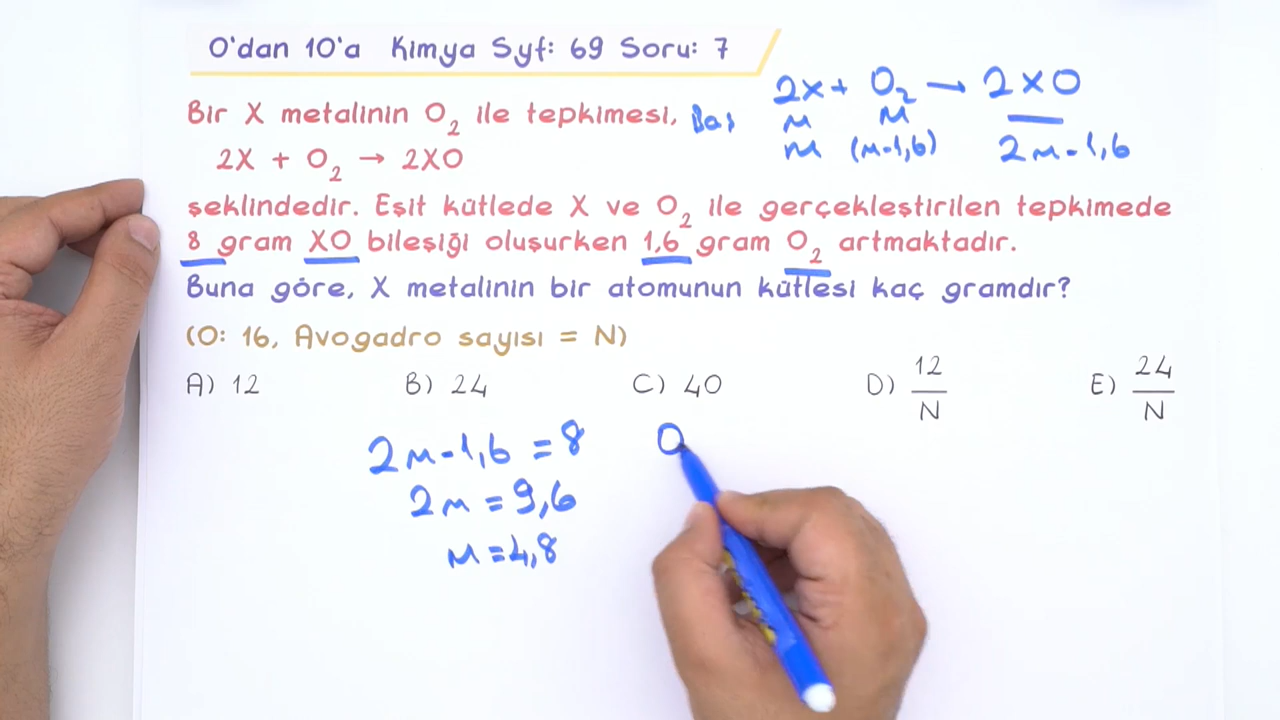 O'dan 10'a Kimya Syf: 69 Soru: 7
Bir X metalinin O₂ ile tepkimesi,
2X + O₂ → 2XO
Baş 2X + O₂ → 2XO
m m
m (m-1,6) 2m-1,6
şeklindedir. Eşit kütlede X ve O₂ ile gerçekleştirilen tepkimede
8 gram XO bileşiği oluşurken 1,6 gram O₂ artmaktadır.
Buna göre, X metalinin bir atomunun kütlesi kaç gramdır?
(O: 16, Avogadro sayısı = N)
A) 12 B) 24 C) 40 D) 12/N E) 24/N
2m-1,6 = 8 O
2m = 9,6
m = 4,8